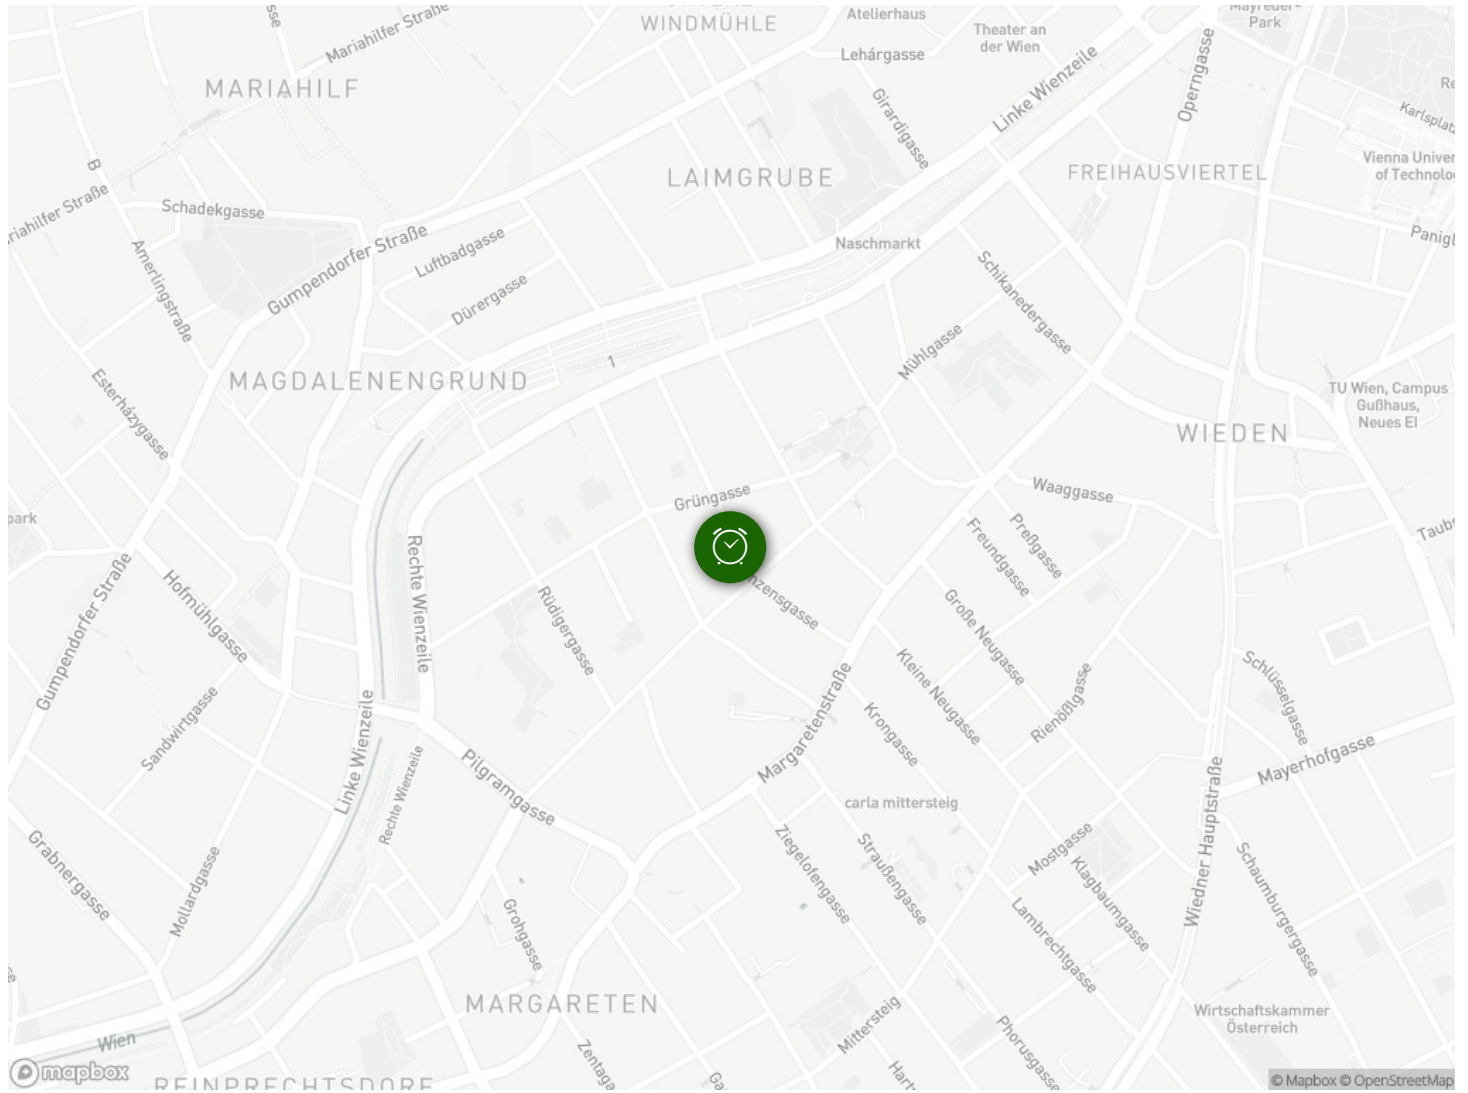 WINDMÜHLE
Atelierhaus
Theater an
der Wien
Lehárgasse
Park
Mariahilfer Straße
MARIAHILF
Linke Wienzeile
Operngasse
Girardigasse
Karlsplatz
B
LAIMGRUBE
FREIHAUSVIERTEL
Schadekgasse
Gumpendorfer Straße
Luftbadgasse
Naschmarkt
Amerlingstraße
Dürergasse
Schikanedergasse
Mühlgasse
1
MAGDALENENGRUND
Esterházygasse
TU Wien, Campus
Gußhaus,
Neues EI
WIEDEN
Grüngasse
Waaggasse
Preßgasse
Freundgasse
Rechte Wienzeile
Gumpendorfer Straße
Hofmühlgasse
Rüdigergasse
Große Neugasse
Kleine Neugasse
Margaretenstraße
Rienößlgasse
Schlüsselgasse
Krongasse
Sandwirtgasse
Linke Wienzeile
Rechte Wienzeile
Pilgramgasse
Mayerhofgasse
Wiedner Hauptstraße
carla mittersteig
Ziegelofengasse
Straußengasse
Mostgasse
Klagbaumgasse
Schaumburgergasse
Grabnergasse
Mollardgasse
Grohgasse
Lambrechtgasse
MARGARETEN
Mittersteig
Phorusgasse
Wirtschaftskammer
Österreich
Wien
mapbox
© Mapbox © OpenStreetMap